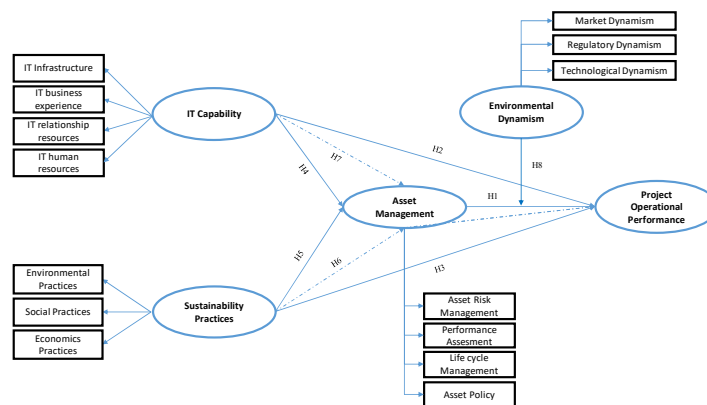 Market Dynamism
Regulatory Dynamism
Technological Dynamism
IT Infrastructure
IT business
experience
IT relationship
resources
IT human
resources
IT Capability
Environmental
Dynamism
H2
H7
H4
H8
H1
Asset
Management
Project
Operational
Performance
H5
H6
H3
Environmental
Practices
Social Practices
Economics
Practices
Sustainability
Practices
Asset Risk
Management
Performance
Assesment
Life cycle
Management
Asset Policy